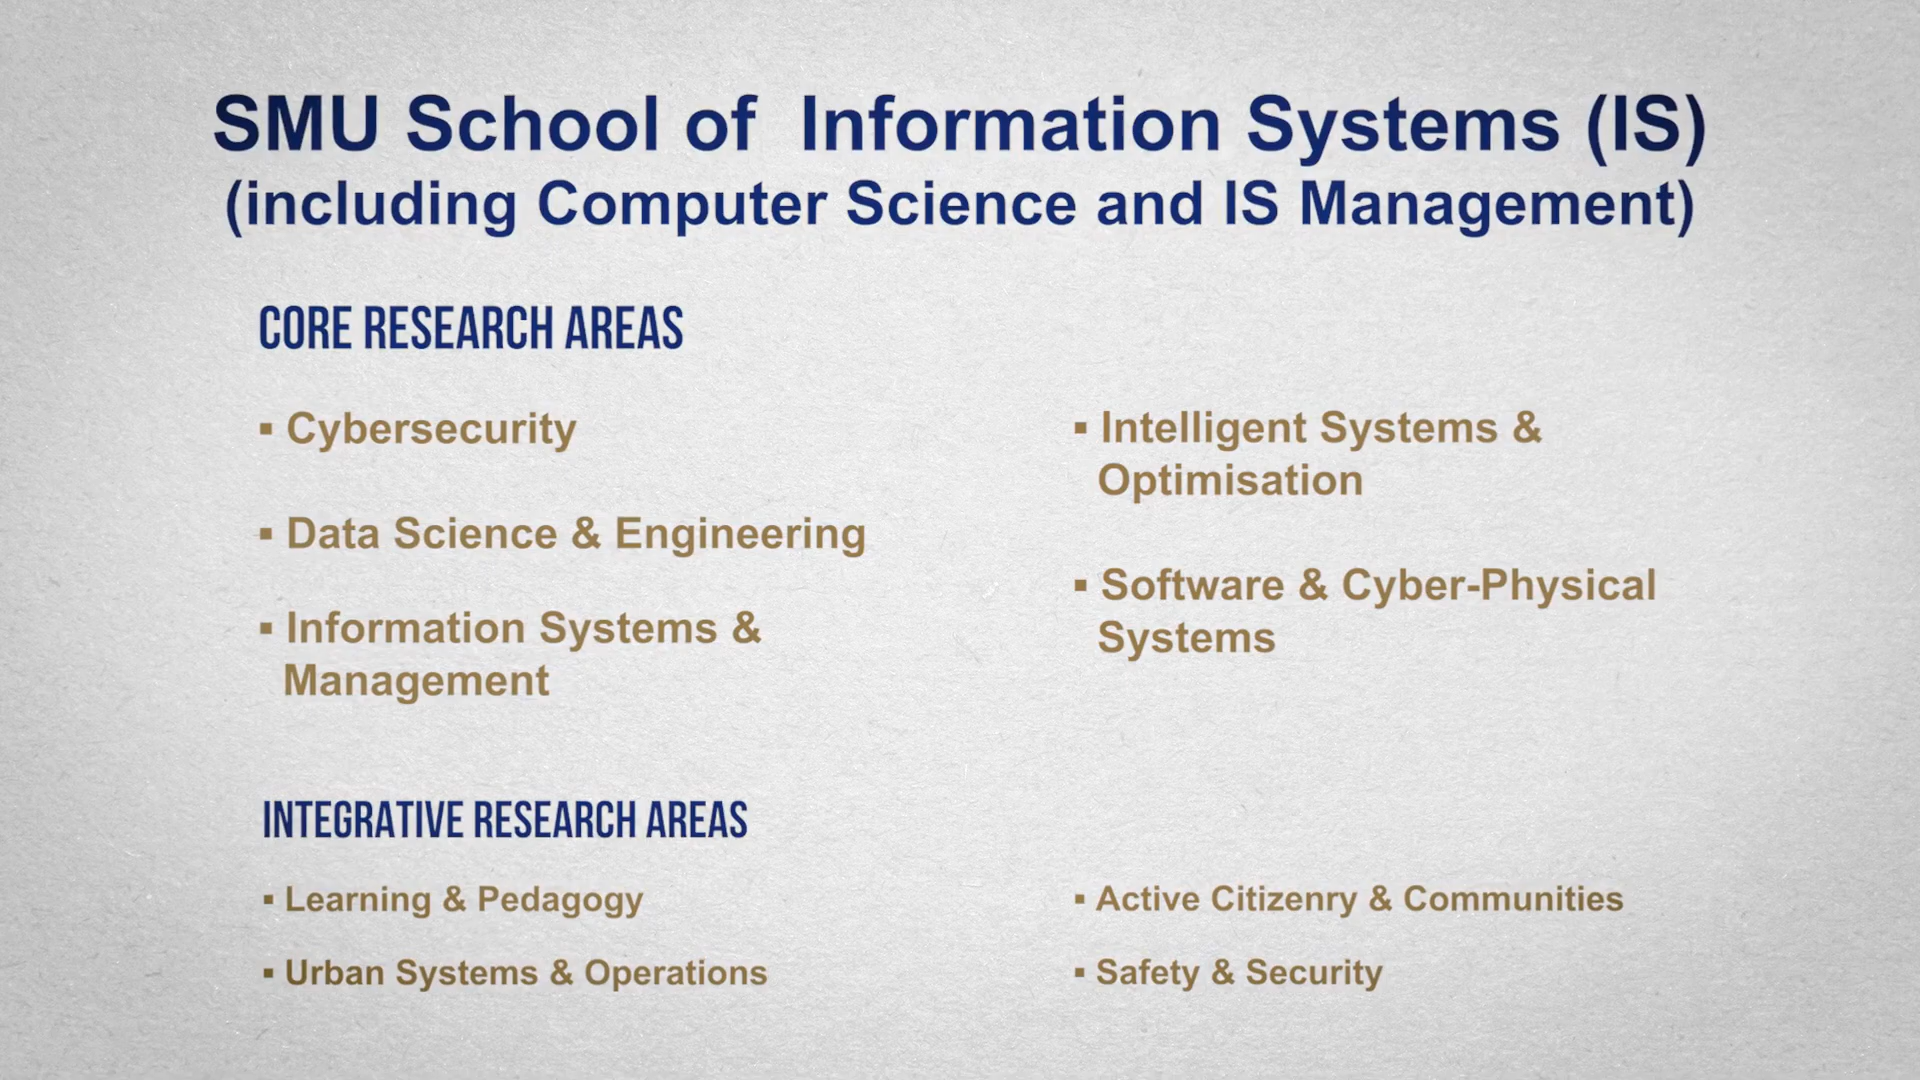 SMU School of  Information Systems (IS)
(including Computer Science and IS Management)
CORE RESEARCH AREAS
▪ Cybersecurity
▪ Data Science & Engineering
▪ Information Systems &
Management
▪ Intelligent Systems &
Optimisation
▪ Software & Cyber-Physical
Systems
INTEGRATIVE RESEARCH AREAS
▪ Learning & Pedagogy
▪ Urban Systems & Operations
▪ Active Citizenry & Communities
▪ Safety & Security